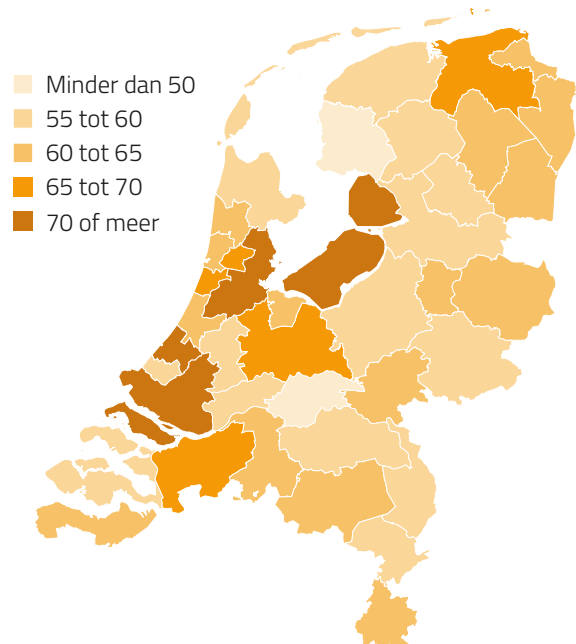 Minder dan 50
55 tot 60
60 tot 65
65 tot 70
70 of meer